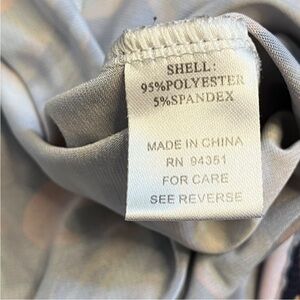 SHELL:
95%POLYESTER
5%SPANDEX
MADE IN CHINA
RN 94351
FOR CARE
SEE REVERSE